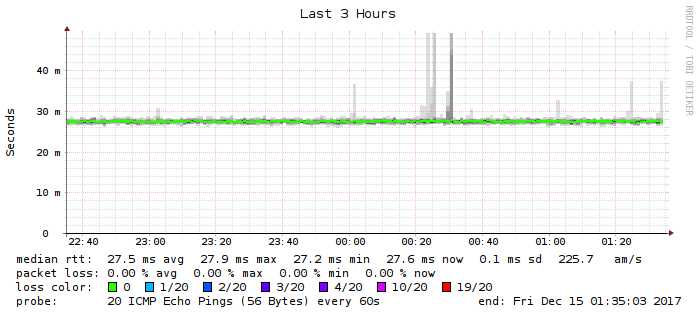 Last 3 Hours
RRDTOOL / TOBI OETIKER
Seconds
40 m
30 m
20 m
10 m
0
22:40 23:00 23:20 23:40 00:00 00:20 00:40 01:00 01:20
median rtt: 27.5 ms avg 27.9 ms max 27.2 ms min 27.6 ms now 0.1 ms sd 225.7 am/s
packet loss: 0.00 % avg 0.00 % max 0.00 % min 0.00 % now
loss color: 0 1/20 2/20 3/20 4/20 10/20 19/20
probe: 20 ICMP Echo Pings (56 Bytes) every 60s end: Fri Dec 15 01:35:03 2017